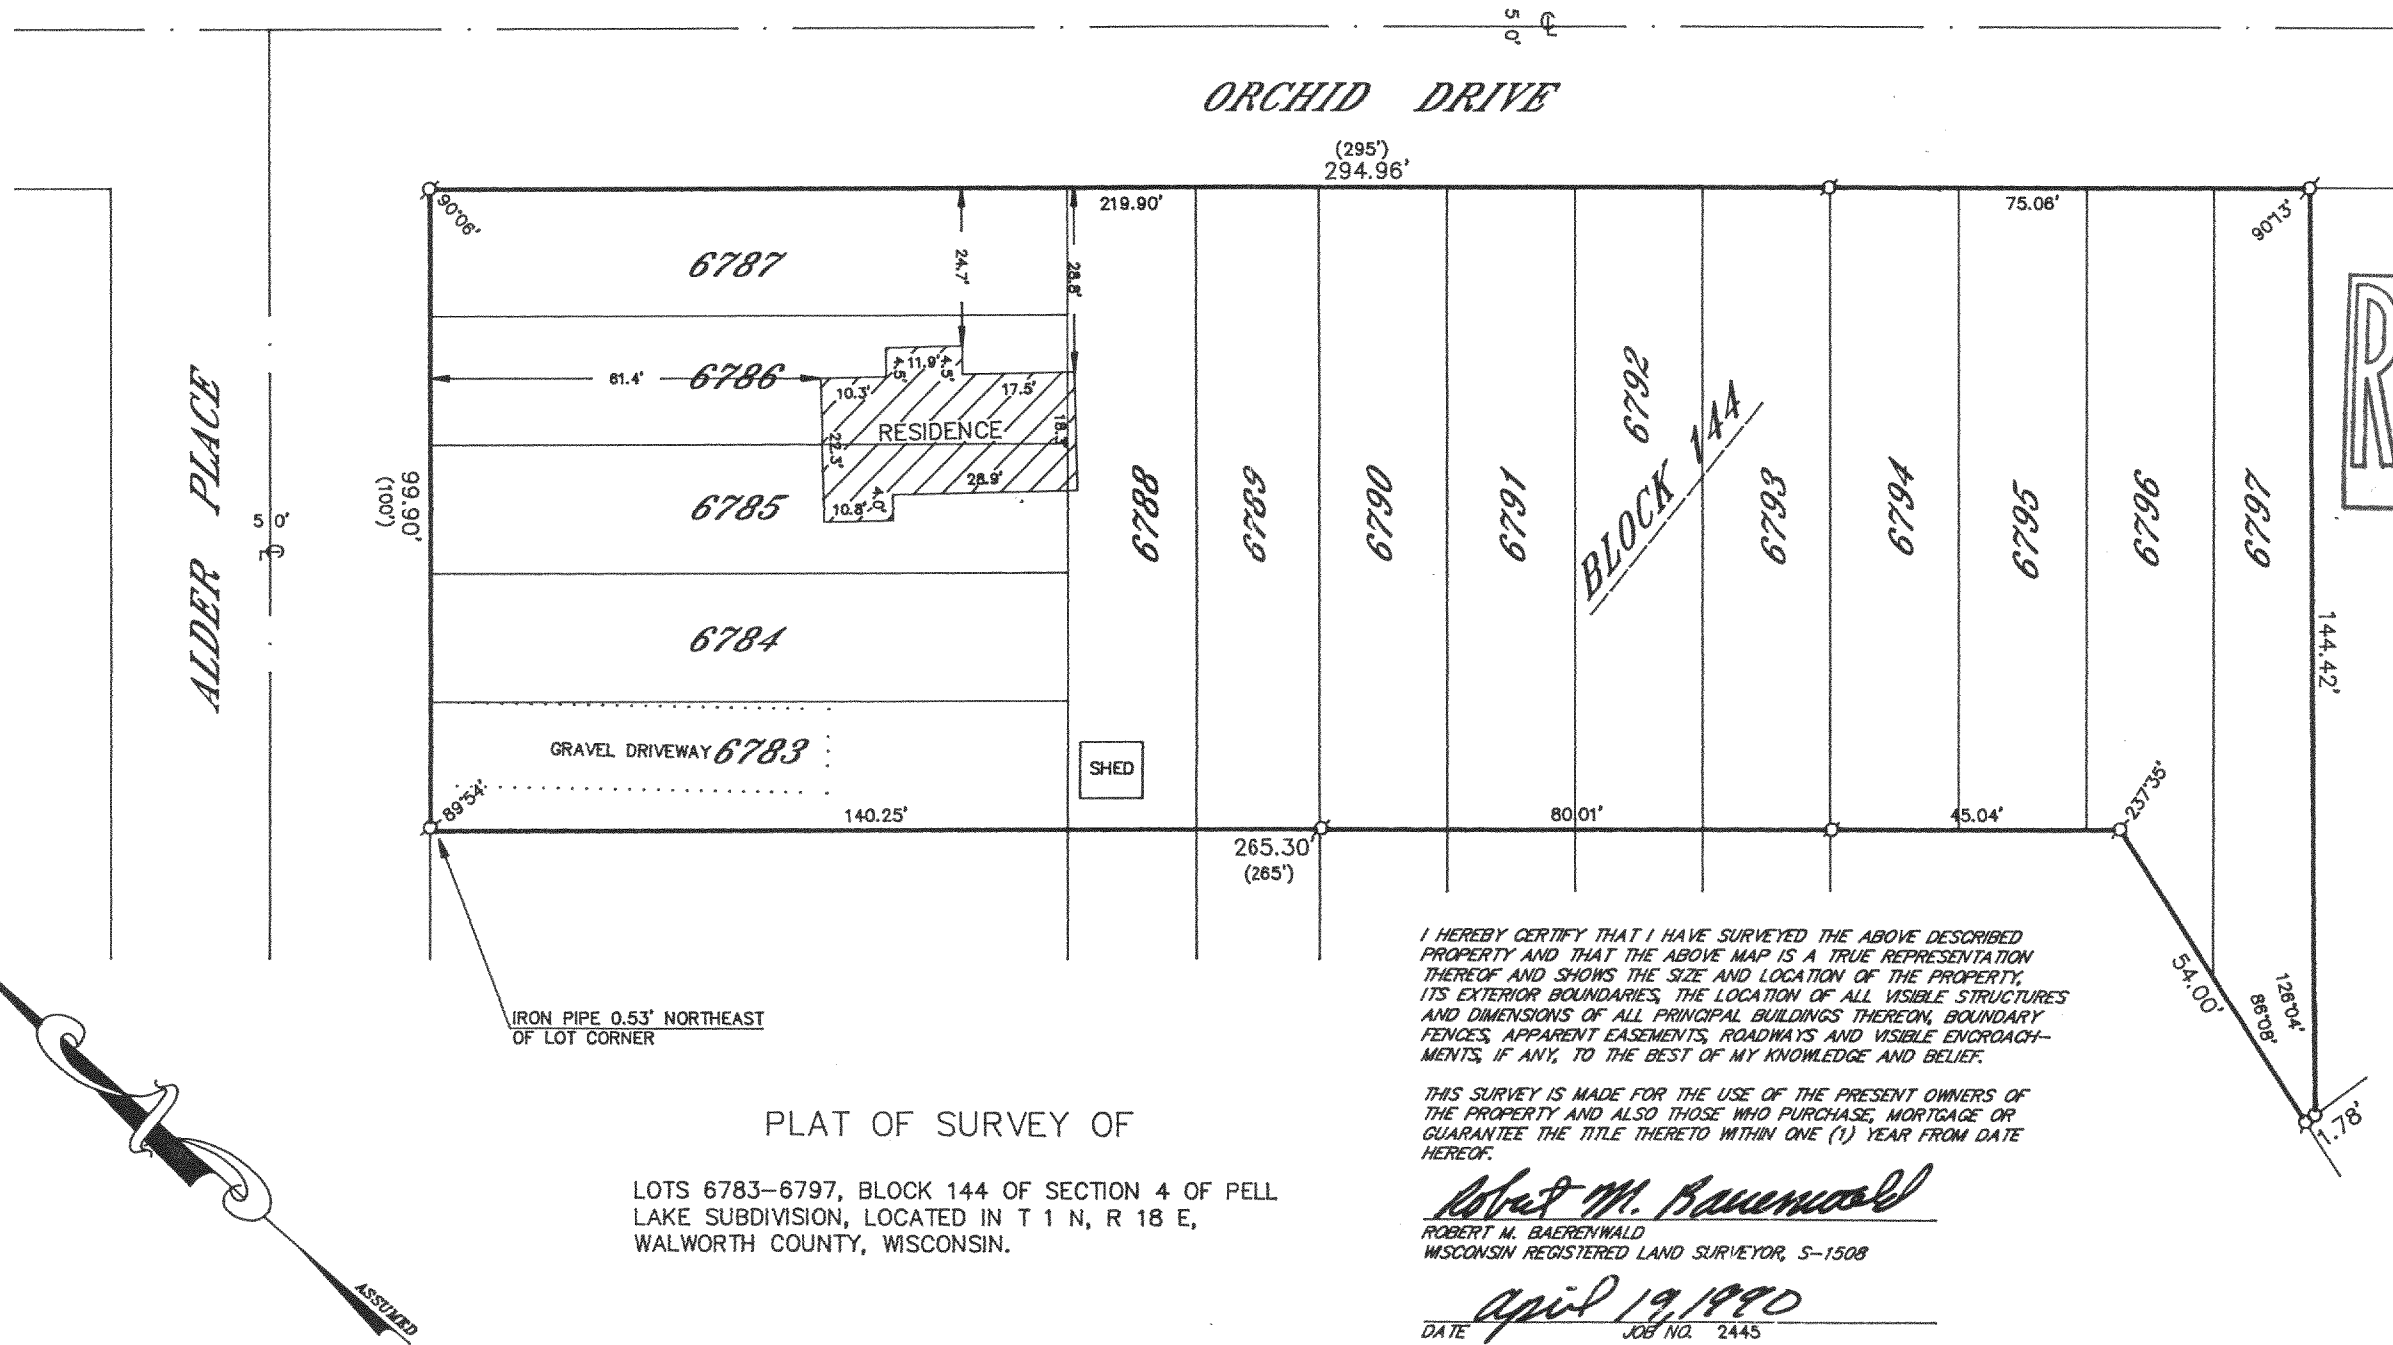 5 0' ℄
ORCHID DRIVE
(295')
294.96'
219.90'
75.06'
90°06'
90°13'
6787
24.7'
28.8'
61.4'
6786
4.5'
11.9'
4.5'
10.3'
17.5'
RESIDENCE
18.3'
22.3'
28.9'
4.0'
10.8'
6785
6784
GRAVEL DRIVEWAY 6783
SHED
ALDER PLACE
5 0'
℄
99.90'
(100')
6788
6789
6790
6791
6792
BLOCK 144
6793
6794
6795
6796
6797
R
144.42'
89°54'
140.25'
80.01'
45.04'
237°35'
265.30'
(265')
54.00'
126°04'
86°08'
1.78'
IRON PIPE 0.53' NORTHEAST
OF LOT CORNER
ASSUMED
PLAT OF SURVEY OF
LOTS 6783-6797, BLOCK 144 OF SECTION 4 OF PELL
LAKE SUBDIVISION, LOCATED IN T 1 N, R 18 E,
WALWORTH COUNTY, WISCONSIN.
I HEREBY CERTIFY THAT I HAVE SURVEYED THE ABOVE DESCRIBED
PROPERTY AND THAT THE ABOVE MAP IS A TRUE REPRESENTATION
THEREOF AND SHOWS THE SIZE AND LOCATION OF THE PROPERTY,
ITS EXTERIOR BOUNDARIES, THE LOCATION OF ALL VISIBLE STRUCTURES
AND DIMENSIONS OF ALL PRINCIPAL BUILDINGS THEREON, BOUNDARY
FENCES, APPARENT EASEMENTS, ROADWAYS AND VISIBLE ENCROACH-
MENTS, IF ANY, TO THE BEST OF MY KNOWLEDGE AND BELIEF.
THIS SURVEY IS MADE FOR THE USE OF THE PRESENT OWNERS OF
THE PROPERTY AND ALSO THOSE WHO PURCHASE, MORTGAGE OR
GUARANTEE THE TITLE THERETO WITHIN ONE (1) YEAR FROM DATE
HEREOF.
Robert M. Baerenwald
ROBERT M. BAERENWALD
WISCONSIN REGISTERED LAND SURVEYOR, S-1508
April 19, 1990
DATE JOB NO. 2445